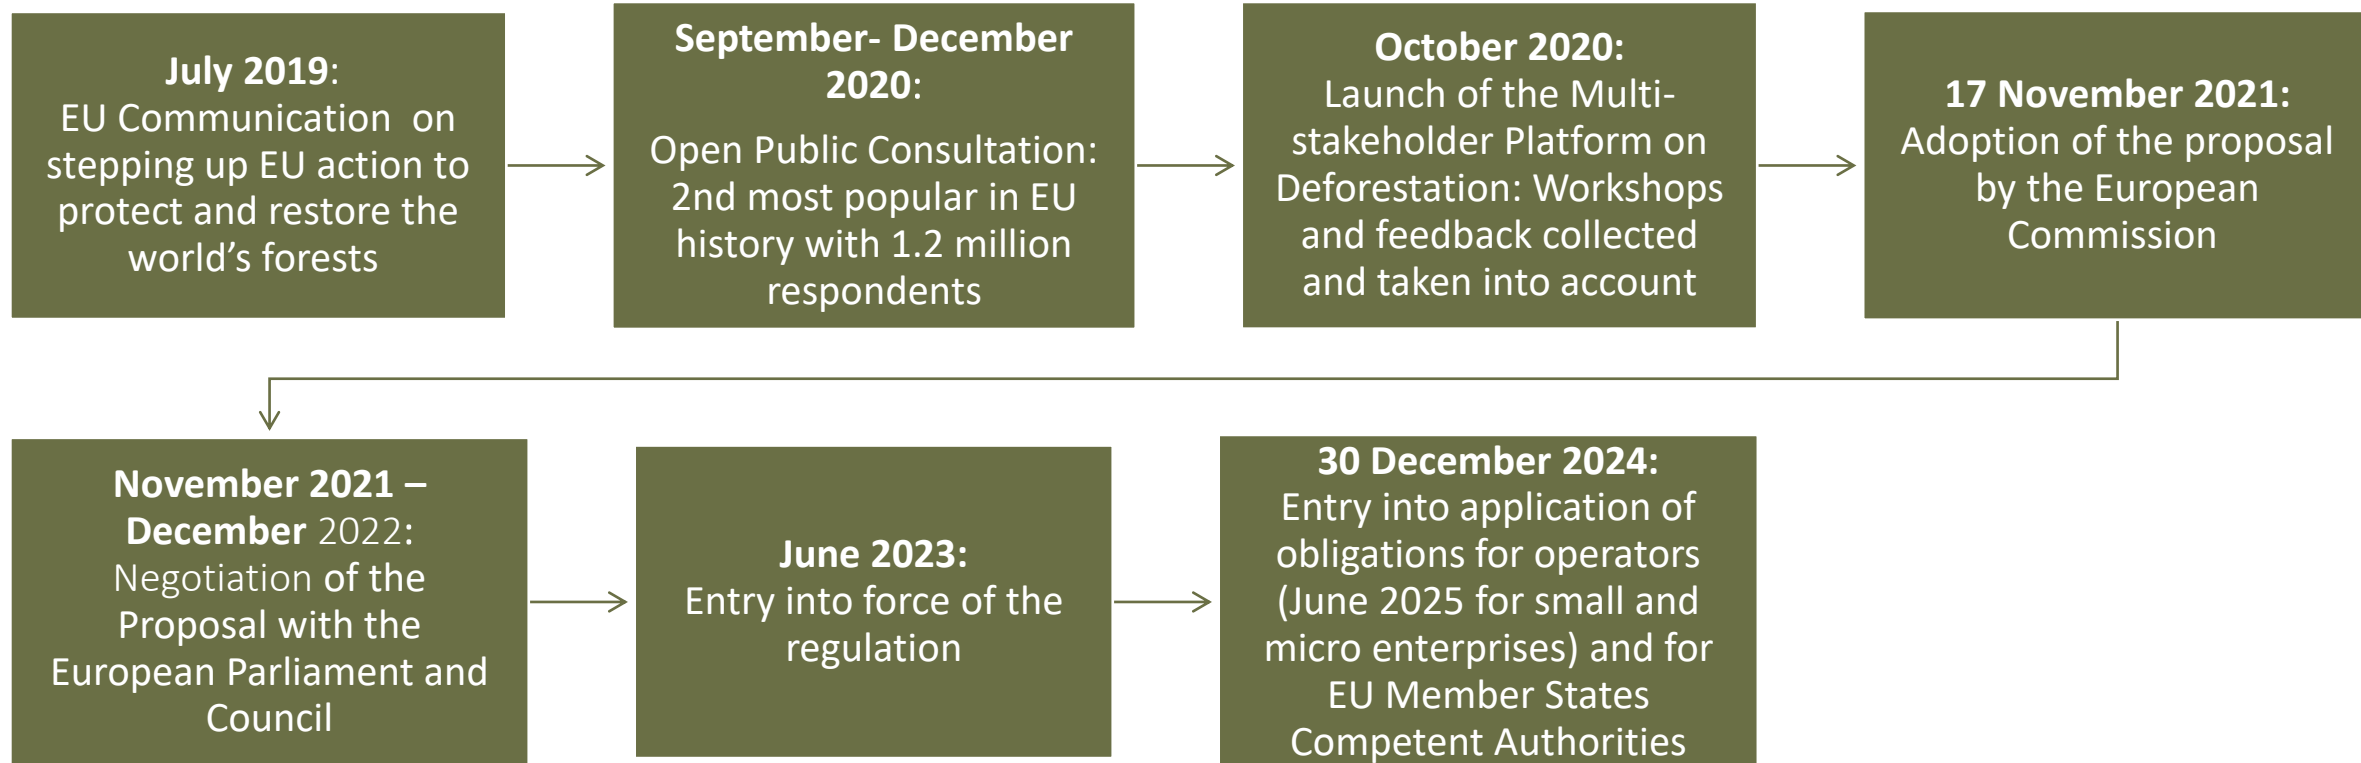 July 2019:
EU Communication  on
stepping up EU action to
protect and restore the
world’s forests
September- December
2020:
Open Public Consultation:
2nd most popular in EU
history with 1.2 million
respondents
October 2020:
Launch of the Multi-
stakeholder Platform on
Deforestation: Workshops
and feedback collected
and taken into account
17 November 2021:
Adoption of the proposal
by the European
Commission
November 2021 –
December 2022:
Negotiation of the
Proposal with the
European Parliament and
Council
June 2023:
Entry into force of the
regulation
30 December 2024:
Entry into application of
obligations for operators
(June 2025 for small and
micro enterprises) and for
EU Member States
Competent Authorities